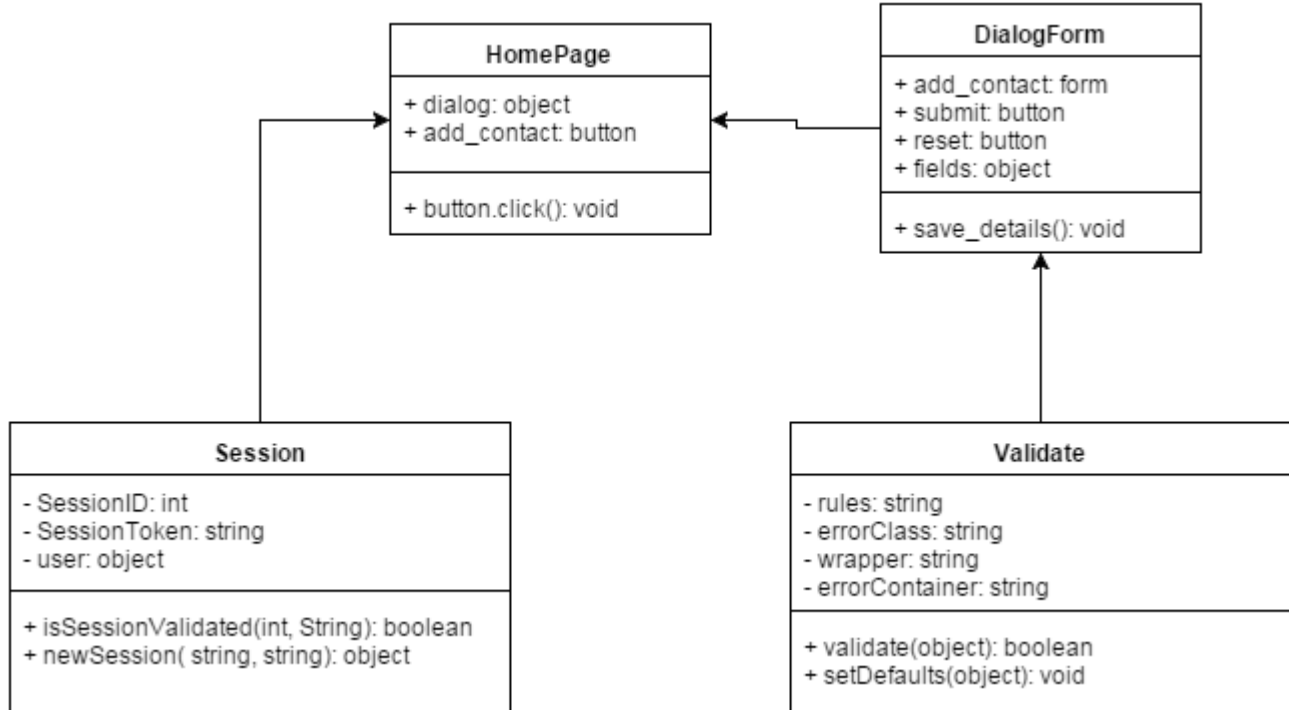 HomePage
+ dialog: object
+ add_contact: button
+ button.click(): void
DialogForm
+ add_contact: form
+ submit: button
+ reset: button
+ fields: object
+ save_details(): void
Session
- SessionID: int
- SessionToken: string
- user: object
+ isSessionValidated(int, String): boolean
+ newSession( string, string): object
Validate
- rules: string
- errorClass: string
- wrapper: string
- errorContainer: string
+ validate(object): boolean
+ setDefaults(object): void